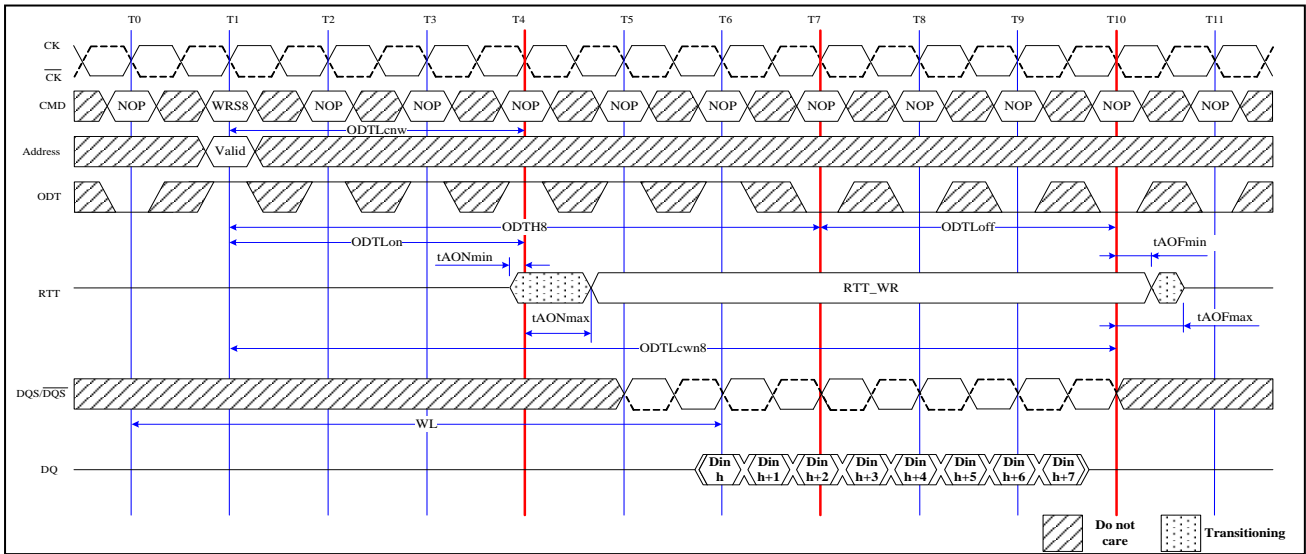 T0 T1 T2 T3 T4 T5 T6 T7 T8 T9 T10 T11
CK
CK
CMD NOP WRS8 NOP NOP NOP NOP NOP NOP NOP NOP NOP NOP
ODTLcnw
Address Valid
ODT
ODTH8 ODTLoff
ODTLon
tAONmin tAOFmin
RTT RTT_WR
tAONmax tAOFmax
ODTLcwn8
DQS/DQS
WL
DQ
Din h Din h+1 Din h+2 Din h+3 Din h+4 Din h+5 Din h+6 Din h+7
Do not care
Transitioning